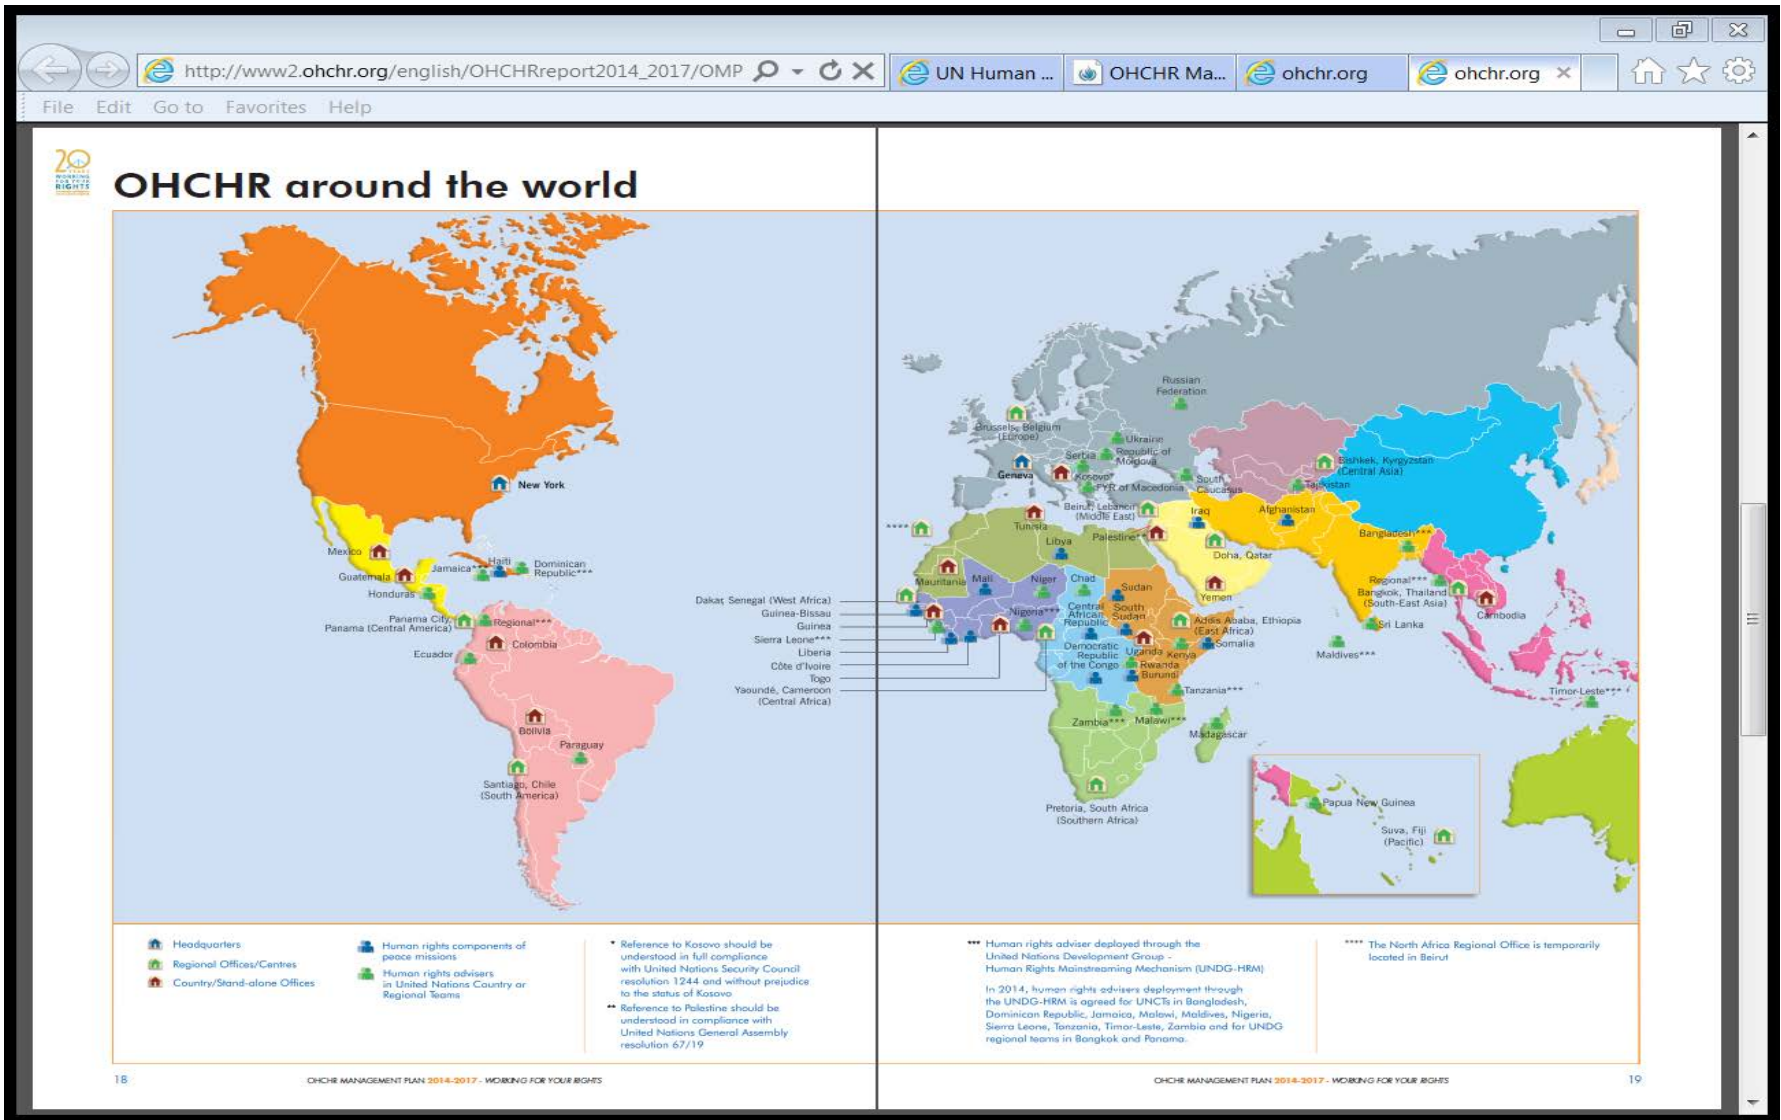 http://www2.ohchr.org/english/OHCHRreport2014_2017/OMP
UN Human ...
OHCHR Ma...
ohchr.org
ohchr.org
File Edit Go to Favorites Help
20
YEARS
WORKING
FOR YOUR
RIGHTS
OHCHR around the world
New York
Mexico
Guatemala
Honduras
Jamaica***
Haiti
Dominican
Republic***
Panama City,
Panama (Central America)
Regional***
Colombia
Ecuador
Bolivia
Paraguay
Santiago, Chile
(South America)
Russian
Federation
Brussels, Belgium
(Europe)
Ukraine
Republic of
Moldova
Serbia
Geneva
Kosovo*
FYR of Macedonia
South
Caucasus
Bishkek, Kyrgyzstan
(Central Asia)
Tajikistan
Beirut, Lebanon
(Middle East)
Iraq
Afghanistan
****
Tunisia
Libya
Palestine**
Doha, Qatar
Bangladesh***
Mauritania
Mali
Niger
Chad
Sudan
Yemen
Regional***
Bangkok, Thailand
(South-East Asia)
Cambodia
Dakar, Senegal (West Africa)
Guinea-Bissau
Guinea
Sierra Leone***
Liberia
Côte d'Ivoire
Togo
Yaoundé, Cameroon
(Central Africa)
Nigeria***
Central
African
Republic
South
Sudan
Addis Ababa, Ethiopia
(East Africa)
Somalia
Sri Lanka
Maldives***
Democratic
Republic
of the Congo
Uganda
Kenya
Rwanda
Burundi
Tanzania***
Timor-Leste***
Zambia***
Malawi***
Madagascar
Pretoria, South Africa
(Southern Africa)
Papua New Guinea
Suva, Fiji
(Pacific)
Headquarters
Regional Offices/Centres
Country/Stand-alone Offices
Human rights components of
peace missions
Human rights advisers
in United Nations Country or
Regional Teams
* Reference to Kosovo should be
understood in full compliance
with United Nations Security Council
resolution 1244 and without prejudice
to the status of Kosovo
** Reference to Palestine should be
understood in compliance with
United Nations General Assembly
resolution 67/19
*** Human rights adviser deployed through the
United Nations Development Group -
Human Rights Mainstreaming Mechanism (UNDG-HRM)
In 2014, human rights advisers deployment through
the UNDG-HRM is agreed for UNCTs in Bangladesh,
Dominican Republic, Jamaica, Malawi, Maldives, Nigeria,
Sierra Leone, Tanzania, Timor-Leste, Zambia and for UNDG
regional teams in Bangkok and Panama.
**** The North Africa Regional Office is temporarily
located in Beirut
18
OHCHR MANAGEMENT PLAN 2014-2017 - WORKING FOR YOUR RIGHTS
OHCHR MANAGEMENT PLAN 2014-2017 - WORKING FOR YOUR RIGHTS
19